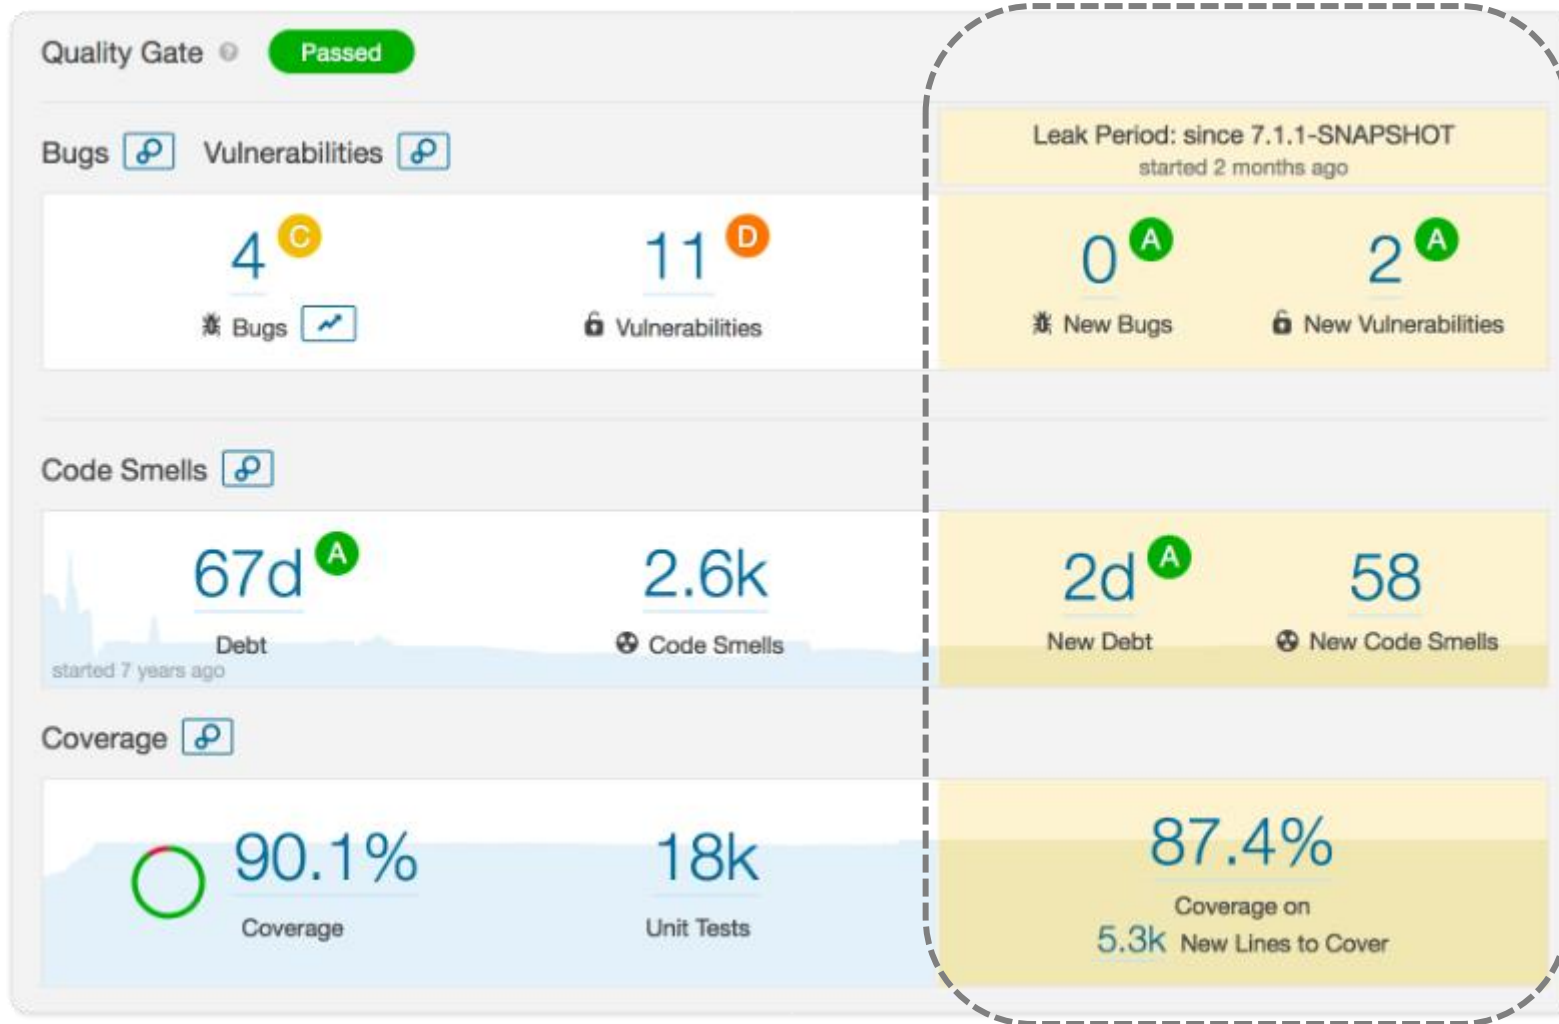 Quality Gate ? Passed
Bugs Vulnerabilities
Leak Period: since 7.1.1-SNAPSHOT
started 2 months ago
4 C
11 D
0 A
2 A
Bugs
Vulnerabilities
New Bugs
New Vulnerabilities
Code Smells
67d A
2.6k
2d A
58
Debt
Code Smells
New Debt
New Code Smells
started 7 years ago
Coverage
90.1%
18k
87.4%
Coverage
Unit Tests
Coverage on
5.3k New Lines to Cover